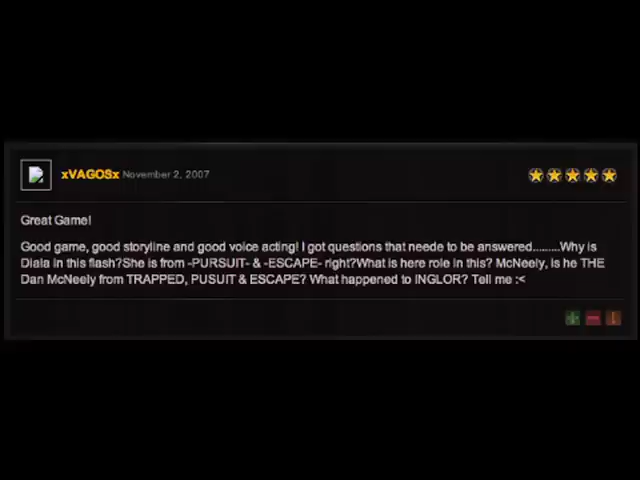 xVAGOSx November 2, 2007
Great Game!
Good game, good storyline and good voice acting! I got questions that neede to be answered.........Why is
Diala in this flash?She is from -PURSUIT- & -ESCAPE- right?What is here role in this? McNeely, is he THE
Dan McNeely from TRAPPED, PUSUIT & ESCAPE? What happened to INGLOR? Tell me :<